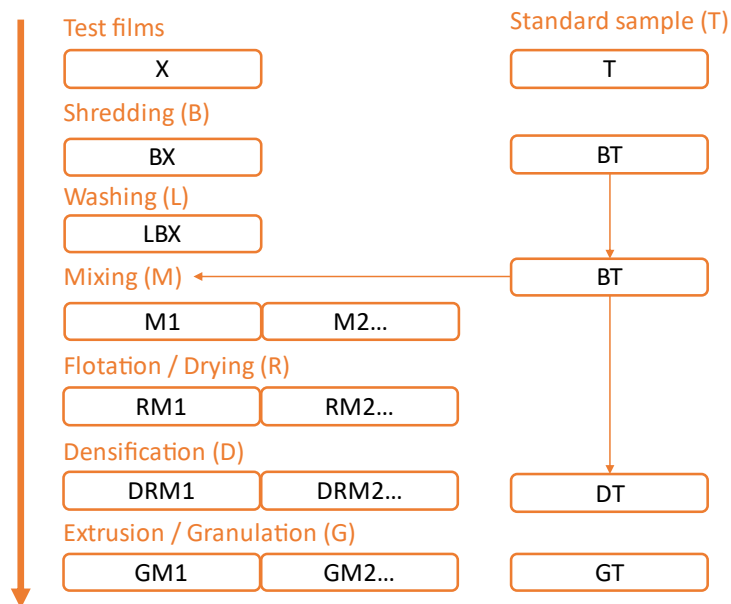 Test films
Standard sample (T)
X
T
Shredding (B)
BX
BT
Washing (L)
LBX
Mixing (M)
BT
M1
M2...
Flotation / Drying (R)
RM1
RM2...
Densification (D)
DRM1
DRM2...
DT
Extrusion / Granulation (G)
GM1
GM2...
GT